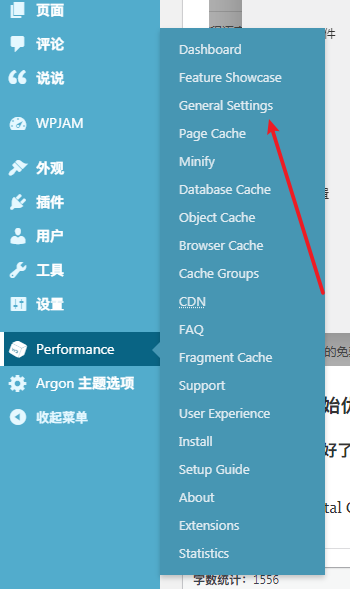 页面
评论
说说
WPJAM
外观
插件
用户
工具
设置
Performance
Argon 主题选项
收起菜单
Dashboard
Feature Showcase
General Settings
Page Cache
Minify
Database Cache
Object Cache
Browser Cache
Cache Groups
CDN
FAQ
Fragment Cache
Support
User Experience
Install
Setup Guide
About
Extensions
Statistics
件
的免
始优
好了
tal C
字数统计：1556